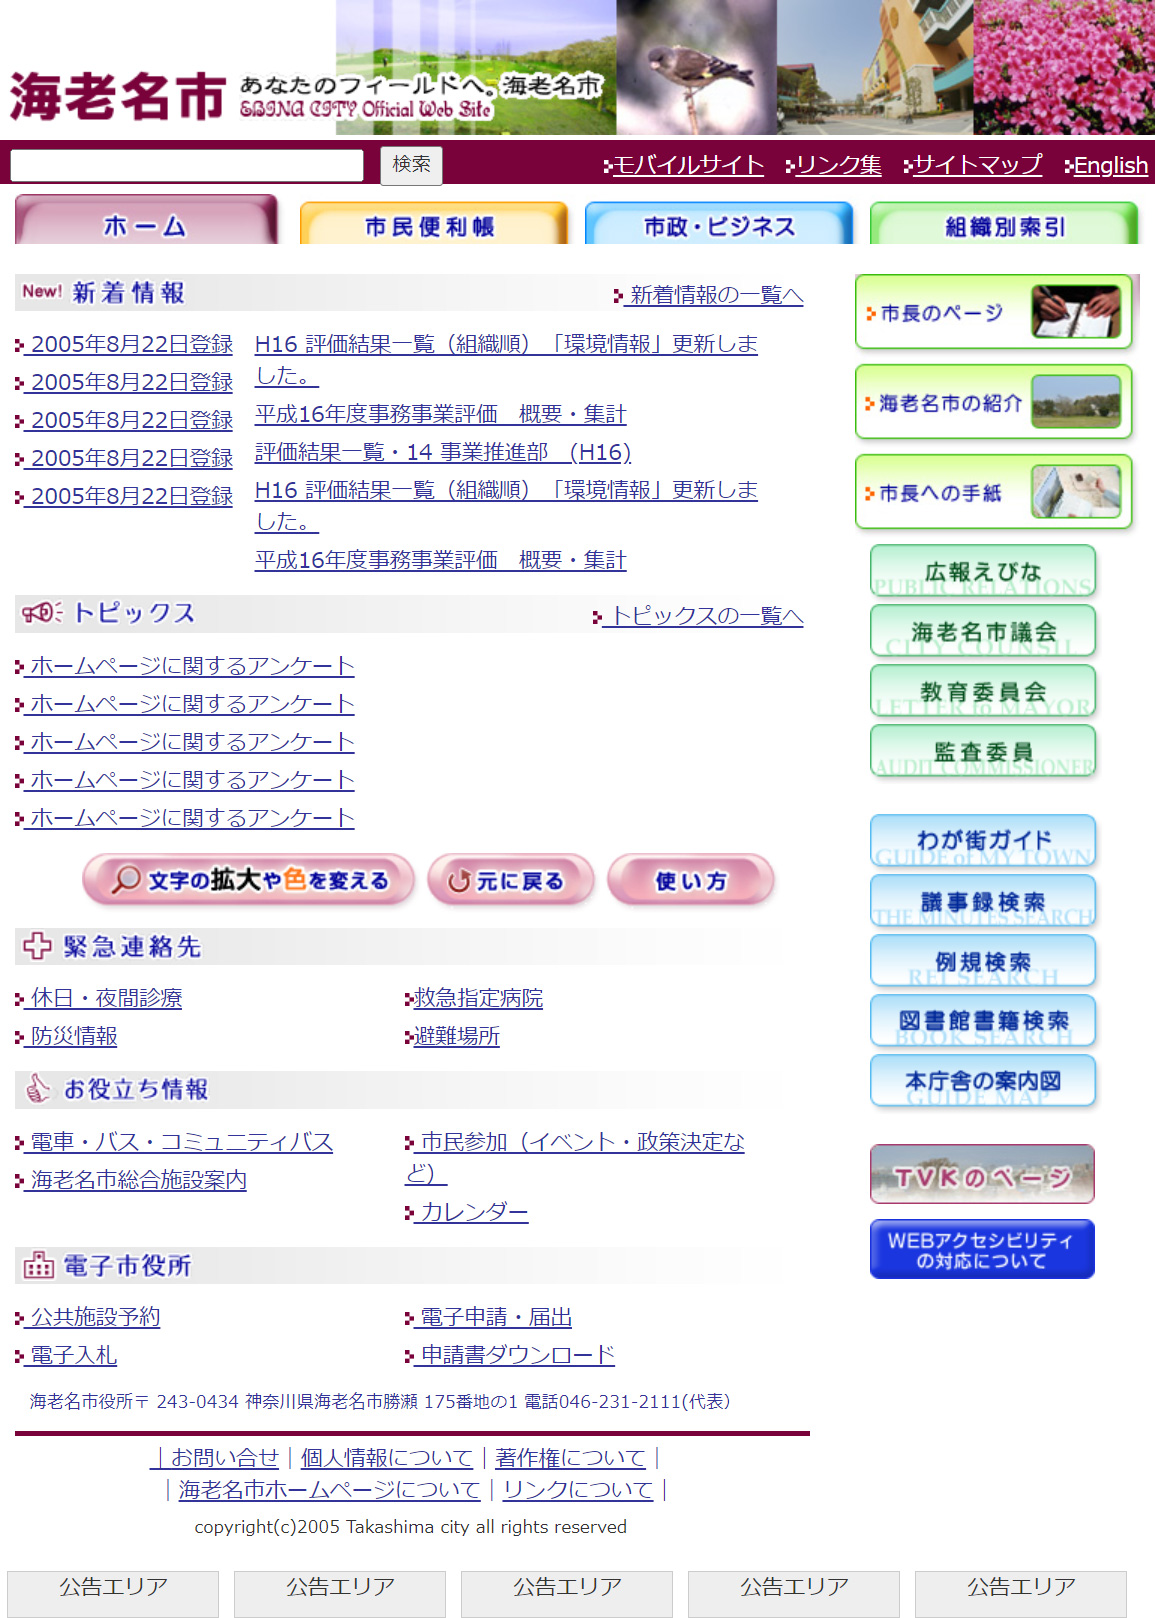 海老名市
あなたのフィールドへ。海老名市
EBINA CITY Official Web Site
検索
モバイルサイト リンク集 サイトマップ English
ホーム 市民便利帳 市政・ビジネス 組織別索引
New! 新着情報 新着情報の一覧へ
2005年8月22日登録
2005年8月22日登録
2005年8月22日登録
2005年8月22日登録
2005年8月22日登録
H16 評価結果一覧（組織順）「環境情報」更新しま
した。
平成16年度事務事業評価　概要・集計
評価結果一覧・14 事業推進部　(H16)
H16 評価結果一覧（組織順）「環境情報」更新しま
した。
平成16年度事務事業評価　概要・集計
トピックス トピックスの一覧へ
ホームページに関するアンケート
ホームページに関するアンケート
ホームページに関するアンケート
ホームページに関するアンケート
ホームページに関するアンケート
文字の拡大や色を変える 元に戻る 使い方
緊急連絡先
休日・夜間診療 救急指定病院
防災情報 避難場所
お役立ち情報
電車・バス・コミュニティバス
海老名市総合施設案内
市民参加（イベント・政策決定な
ど）
カレンダー
電子市役所
公共施設予約 電子申請・届出
電子入札 申請書ダウンロード
海老名市役所〒 243-0434 神奈川県海老名市勝瀬 175番地の1 電話046-231-2111(代表）
｜お問い合せ｜個人情報について｜著作権について｜
｜海老名市ホームページについて｜リンクについて｜
copyright(c)2005 Takashima city all rights reserved
市長のページ
海老名市の紹介
市長への手紙
広報えびな
PUBLIC RELATIONS
海老名市議会
CITY COUNSIL
教育委員会
LETTER to MAYOR
監査委員
AUDIT COMMISSIONER
わが街ガイド
GUIDE of MY TOWN
議事録検索
THE MINUTES SEARCH
例規検索
REI SEARCH
図書館書籍検索
BOOK SEARCH
本庁舎の案内図
GUIDE MAP
TVKのページ
WEBアクセシビリティ
の対応について
公告エリア 公告エリア 公告エリア 公告エリア 公告エリア